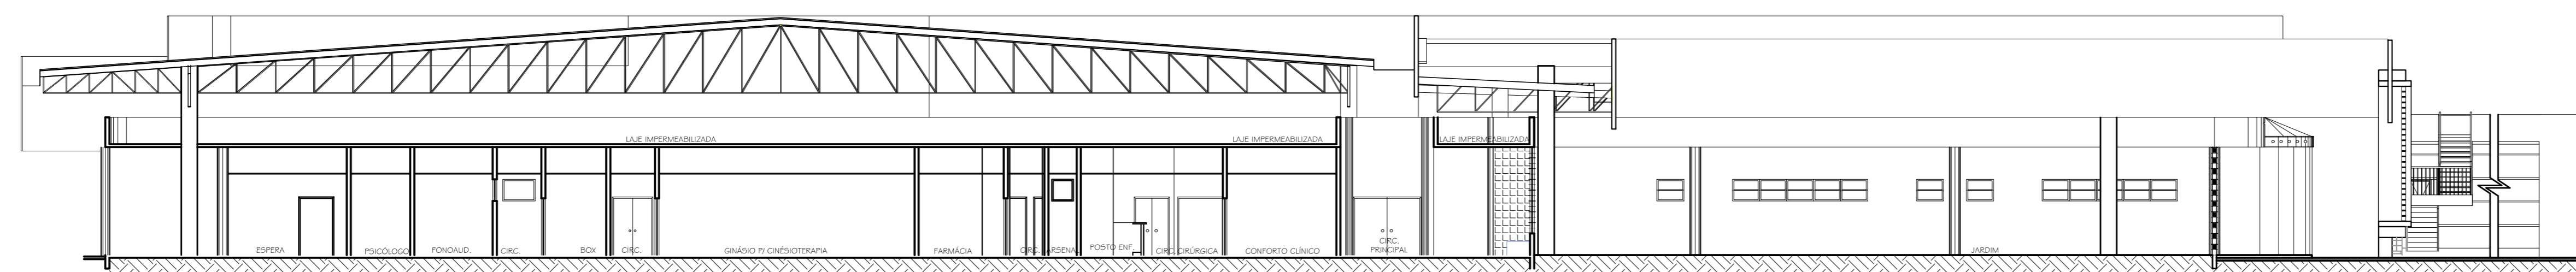 LAJE IMPERMEABILIZADA
LAJE IMPERMEABILIZADA
LAJE IMPERMEABILIZADA
ESPERA
PSICÓLOGO
FONOAUD.
CIRC.
BOX
CIRC.
GINÁSIO P/ CINESIOTERAPIA
FARMÁCIA
CIRC.
ARSENAL
POSTO ENF.
CIRC. CIRÚRGICA
CONFORTO CLÍNICO
CIRC.
PRINCIPAL
JARDIM